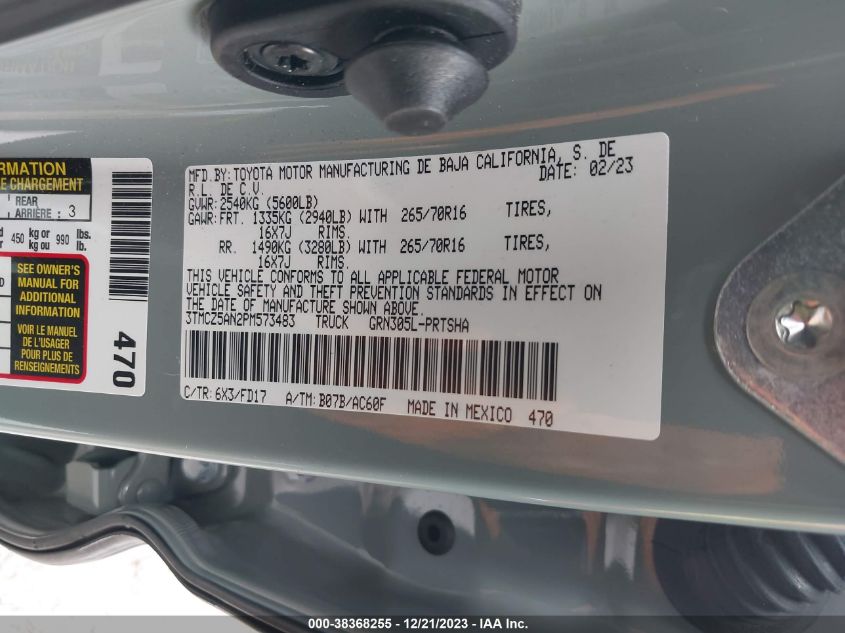 MFD.BY:TOYOTA MOTOR MANUFACTURING DE BAJA CALIFORNIA, S. DE
R.L. DE C.V. DATE: 02/23
GVWR:2540KG (5600LB)
GAWR:FRT. 1335KG (2940LB) WITH 265/70R16 TIRES,
16X7J RIMS.
RR. 1490KG (3280LB) WITH 265/70R16 TIRES,
16X7J RIMS.
THIS VEHICLE CONFORMS TO ALL APPLICABLE FEDERAL MOTOR
VEHICLE SAFETY AND THEFT PREVENTION STANDARDS IN EFFECT ON
THE DATE OF MANUFACTURE SHOWN ABOVE.
3TMCZ5AN2PM573483 TRUCK GRN305L-PRTSHA
C/TR:6X3/FD17 A/TM:B07B/AC60F MADE IN MEXICO 470
REAR
ARRIÈRE : 3
450 kg or 990 lbs.
kg ou lb.
SEE OWNER'S
MANUAL FOR
ADDITIONAL
INFORMATION
VOIR LE MANUEL
DE L'USAGER
POUR PLUS DE
RENSEIGNEMENTS
470
000-38368255 - 12/21/2023 - IAA Inc.